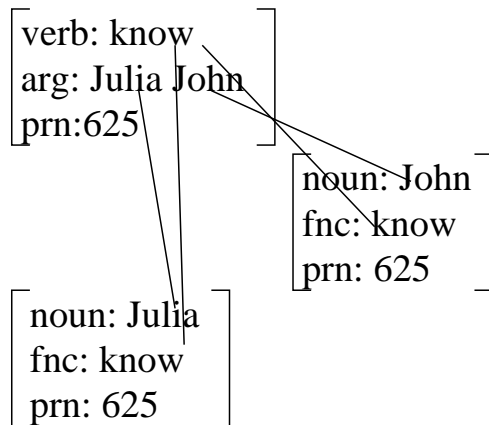 verb: know
arg: Julia John
prn:625
noun: John
fnc: know
prn: 625
noun: Julia
fnc: know
prn: 625